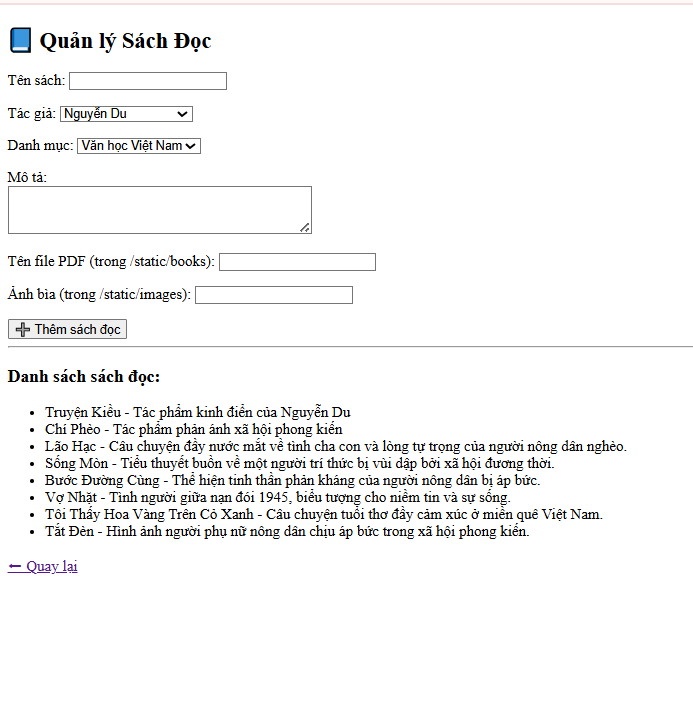 Quản lý Sách Đọc
Tên sách:
Tác giả: Nguyễn Du
Danh mục: Văn học Việt Nam
Mô tả:
Tên file PDF (trong /static/books):
Ảnh bìa (trong /static/images):
Thêm sách đọc
Danh sách sách đọc:
• Truyện Kiều - Tác phẩm kinh điển của Nguyễn Du
• Chí Phèo - Tác phẩm phản ánh xã hội phong kiến
• Lão Hạc - Câu chuyện đầy nước mắt về tình cha con và lòng tự trọng của người nông dân nghèo.
• Sống Mòn - Tiểu thuyết buồn về một người trí thức bị vùi dập bởi xã hội đương thời.
• Bước Đường Cùng - Thể hiện tinh thần phản kháng của người nông dân bị áp bức.
• Vợ Nhặt - Tình người giữa nạn đói 1945, biểu tượng cho niềm tin và sự sống.
• Tôi Thấy Hoa Vàng Trên Cỏ Xanh - Câu chuyện tuổi thơ đầy cảm xúc ở miền quê Việt Nam.
• Tắt Đèn - Hình ảnh người phụ nữ nông dân chịu áp bức trong xã hội phong kiến.
← Quay lại